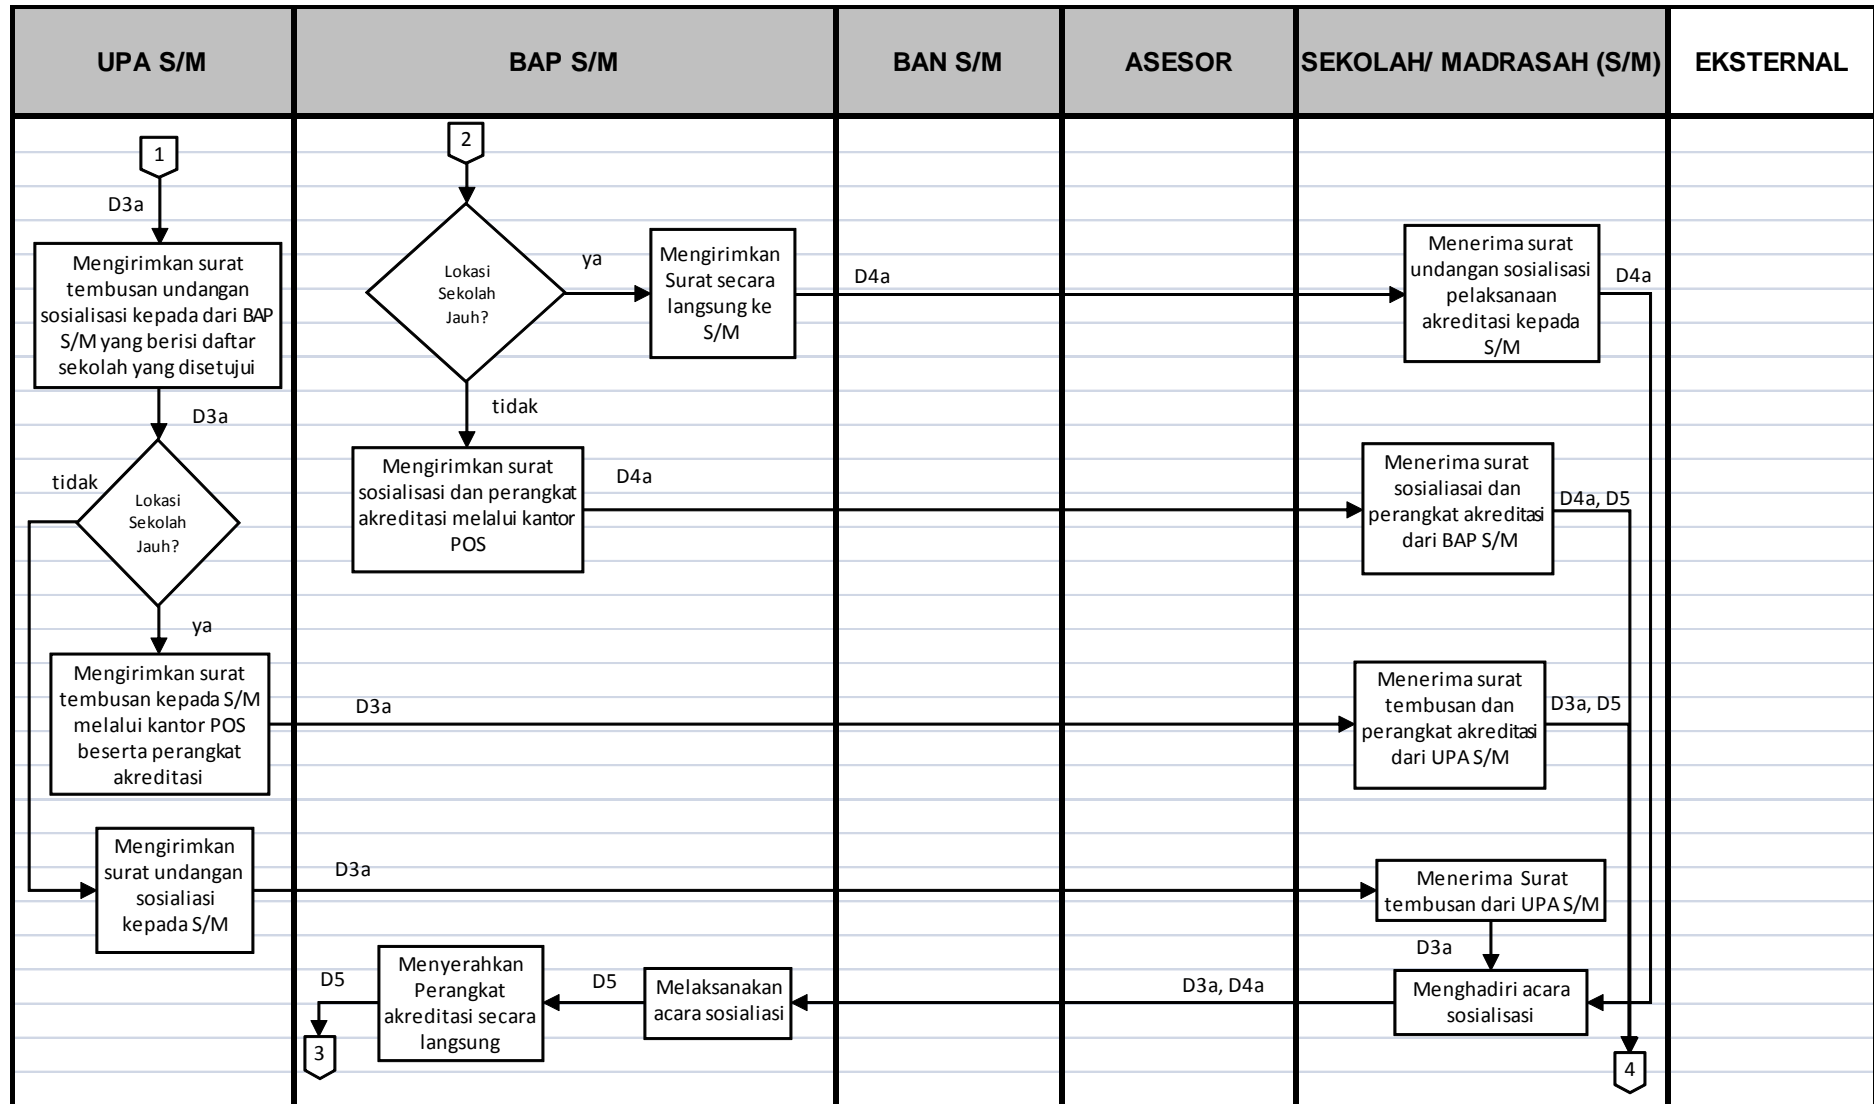 UPA S/M
BAP S/M
BAN S/M
ASESOR
SEKOLAH/ MADRASAH (S/M)
EKSTERNAL
1
D3a
Mengirimkan surat
tembusan undangan
sosialisasi kepada dari BAP
S/M yang berisi daftar
sekolah yang disetujui
D3a
Lokasi
Sekolah
Jauh?
tidak
ya
Mengirimkan surat
tembusan kepada S/M
melalui kantor POS
beserta perangkat
akreditasi
D3a
Mengirimkan
surat undangan
sosialiasi
kepada S/M
D3a
2
Lokasi
Sekolah
Jauh?
ya
Mengirimkan
Surat secara
langsung ke
S/M
D4a
tidak
Mengirimkan surat
sosialisasi dan perangkat
akreditasi melalui kantor
POS
D4a
Menerima surat
undangan sosialisasi
pelaksanaan
akreditasi kepada
S/M
D4a
Menerima surat
sosialiasai dan
perangkat akreditasi
dari BAP S/M
D4a, D5
Menerima surat
tembusan dan
perangkat akreditasi
dari UPA S/M
D3a, D5
Menerima Surat
tembusan dari UPA S/M
D3a
Menghadiri acara
sosialisasi
D3a, D4a
Melaksanakan
acara sosialiasi
D5
Menyerahkan
Perangkat
akreditasi secara
langsung
D5
3
4